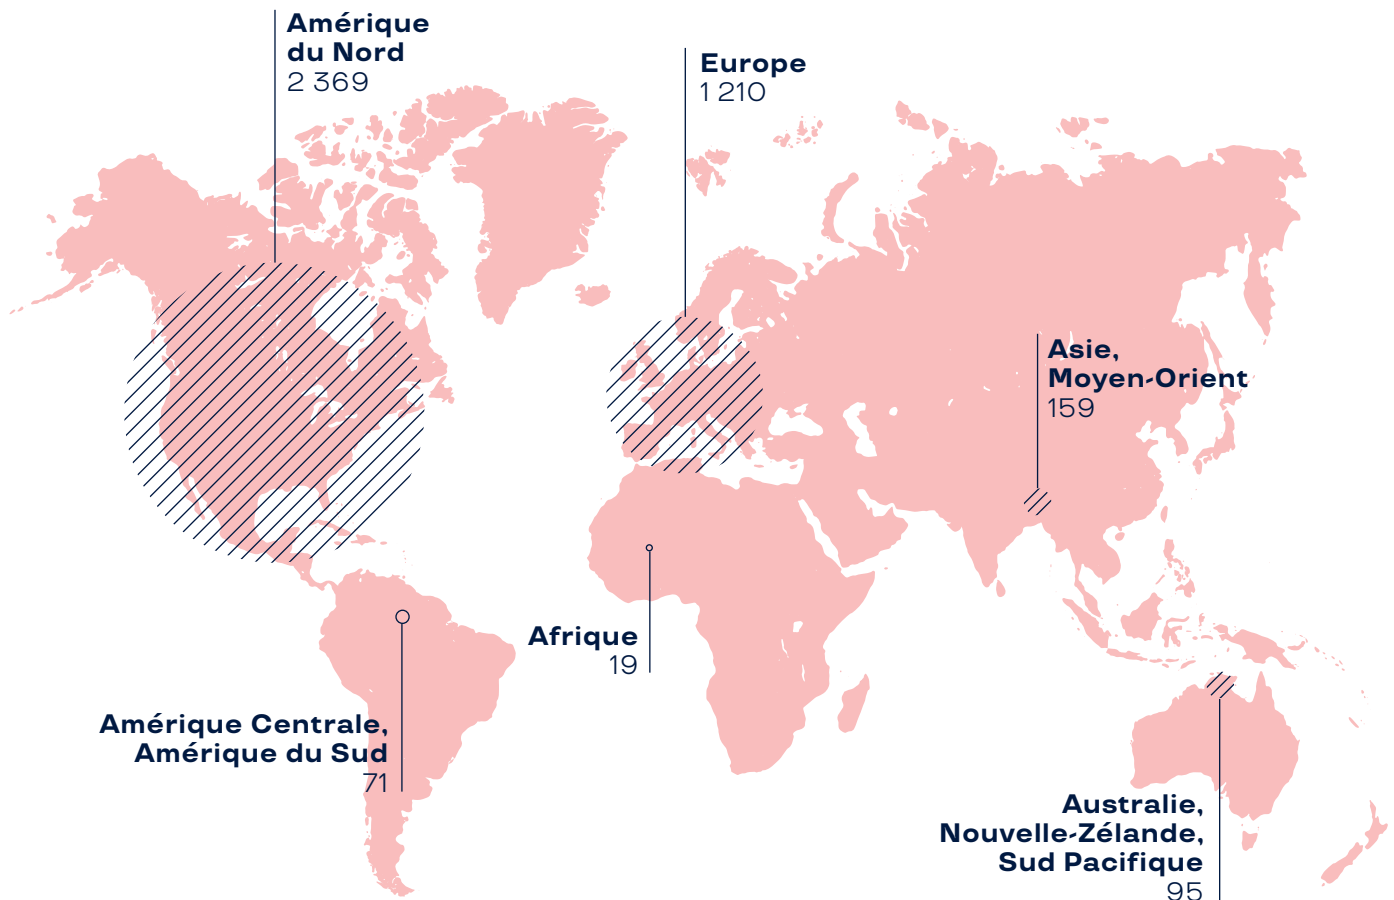 Amérique
du Nord
2 369
Europe
1 210
Asie,
Moyen-Orient
159
Afrique
19
Amérique Centrale,
Amérique du Sud
71
Australie,
Nouvelle-Zélande,
Sud Pacifique
95